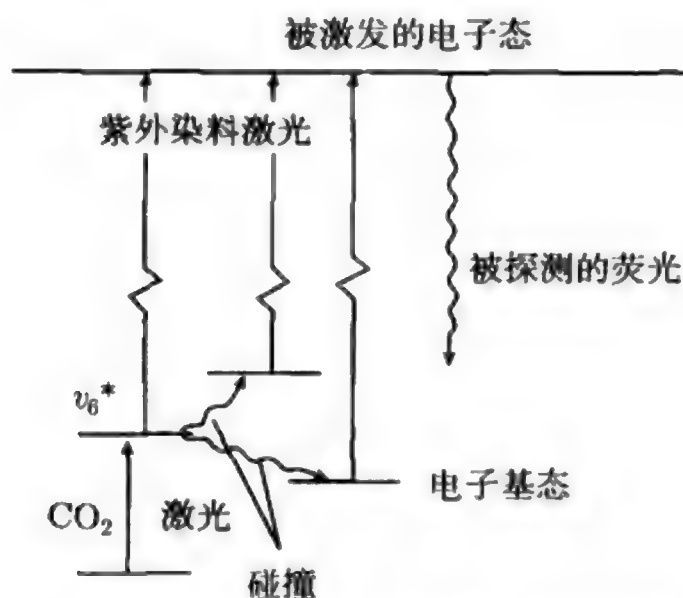 被激发的电子态
紫外染料激光
被探测的荧光
v₆*
电子基态
CO₂ 激光
碰撞